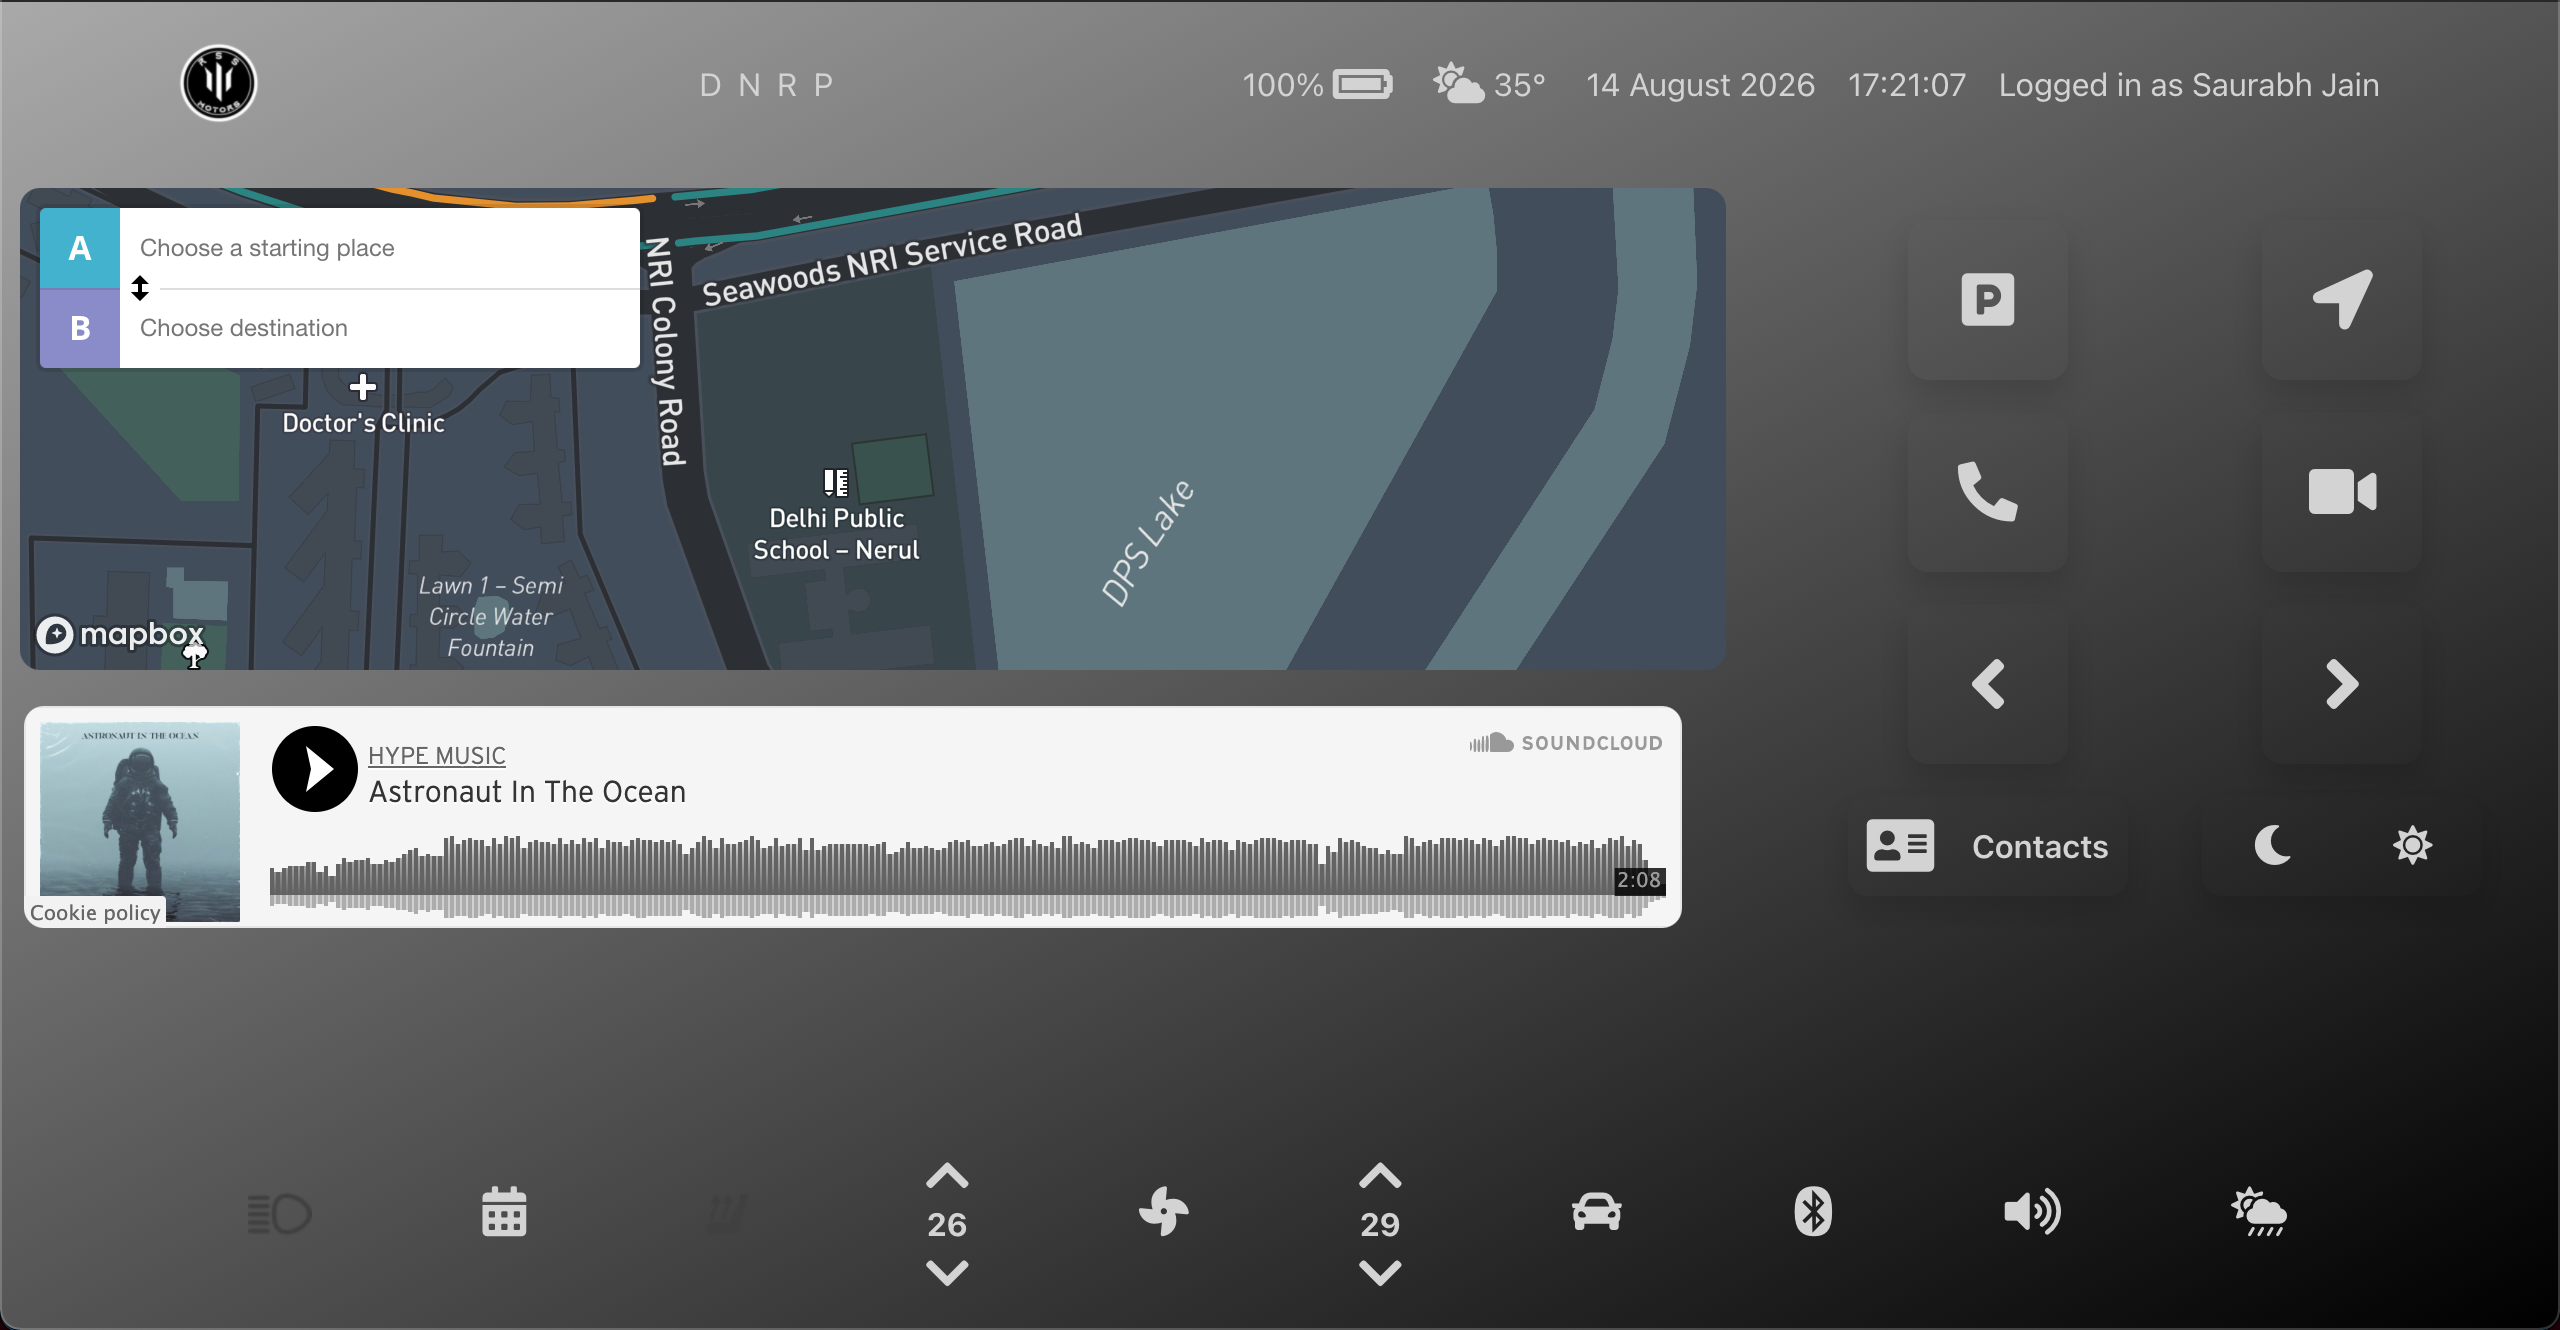 KSS
MOTORS
D N R P
100%
35°
14 August 2026
17:21:07
Logged in as Saurabh Jain
A
Choose a starting place
B
Choose destination
Seawoods NRI Service Road
NRI Colony Road
Doctor's Clinic
Delhi Public
School – Nerul
DPS Lake
Lawn 1 – Semi
Circle Water
Fountain
mapbox
P
ASTRONAUT IN THE OCEAN
HYPE MUSIC
Astronaut In The Ocean
SOUNDCLOUD
2:08
Cookie policy
Contacts
26
29